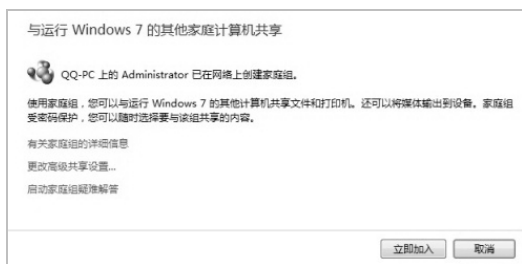 与运行 Windows 7 的其他家庭计算机共享
QQ-PC 上的 Administrator 已在网络上创建家庭组。
使用家庭组，您可以与运行 Windows 7 的其他计算机共享文件和打印机。还可以将媒体输出到设备。家庭组
受密码保护，您可以随时选择要与该组共享的内容。
有关家庭组的详细信息
更改高级共享设置...
启动家庭组疑难解答
立即加入 取消